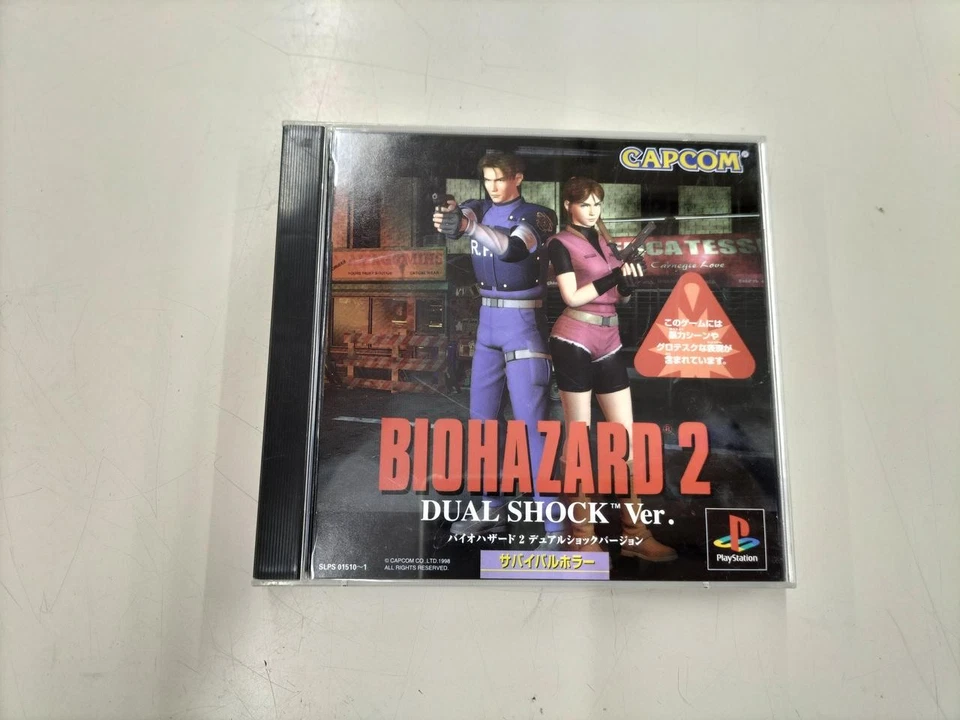 CAPCOM®
R.P.
CATESS
Carnegie Love
このゲームには
暴力シーンや
グロテスクな表現が
含まれています。
BIOHAZARD® 2
DUAL SHOCK™ Ver.
バイオハザード2 デュアルショックバージョン
サバイバルホラー
SLPS 01510～1
© CAPCOM CO.,LTD.1998
ALL RIGHTS RESERVED.
PlayStation